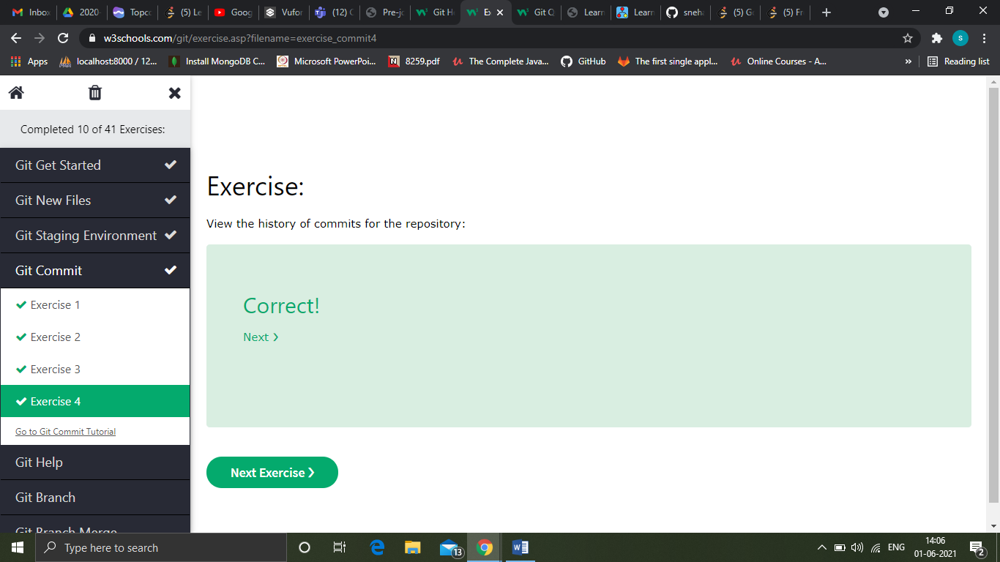 Inbox
2020-
Topco
(5) Le
Goog
Vufor
(12) C
Pre-jo
Git H
Ex
Git Q
Learn
Learn
sneha
(5) Go
(5) Fr
w3schools.com/git/exercise.asp?filename=exercise_commit4
s
Apps
localhost:8000 / 12...
Install MongoDB C...
Microsoft PowerPoi...
8259.pdf
The Complete Java...
GitHub
The first single appl...
Online Courses - A...
»
Reading list
Completed 10 of 41 Exercises:
Git Get Started
Git New Files
Git Staging Environment
Git Commit
Exercise 1
Exercise 2
Exercise 3
Exercise 4
Go to Git Commit Tutorial
Git Help
Git Branch
Git Branch Merge
Exercise:
View the history of commits for the repository:
Correct!
Next ❯
Next Exercise ❯
Type here to search
13
ENG
14:06
01-06-2021
2